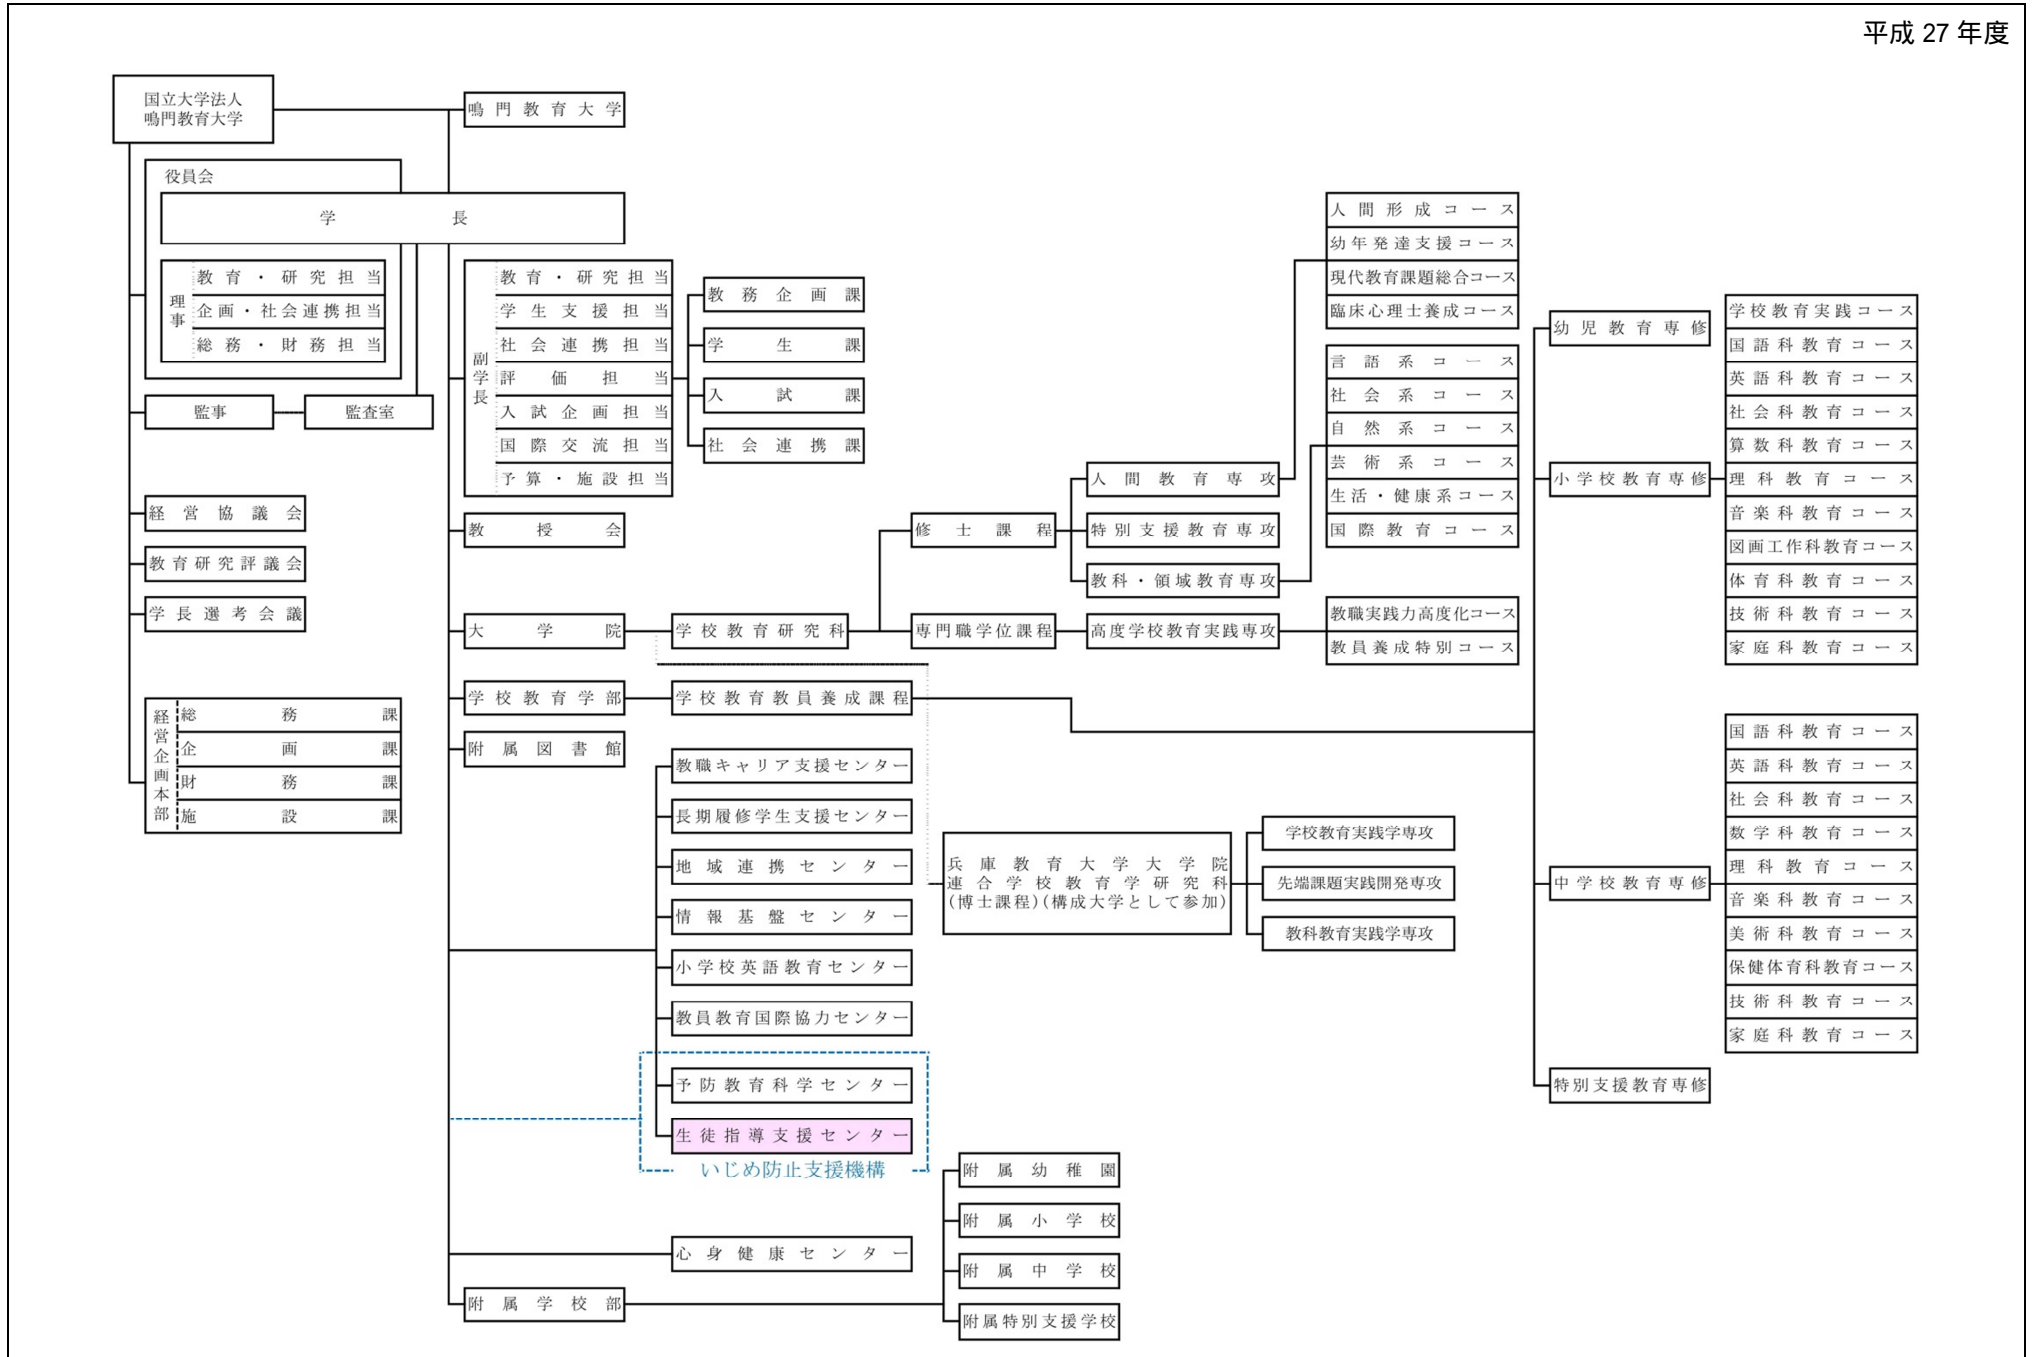 平成 27 年度
国立大学法人
鳴門教育大学
鳴門教育大学
役員会
学長
理事
教育・研究担当
企画・社会連携担当
総務・財務担当
監事
監査室
経営協議会
教育研究評議会
学長選考会議
経営企画本部
総務課
企画課
財務課
施設課
副学長
教育・研究担当
学生支援担当
社会連携担当
評価担当
入試企画担当
国際交流担当
予算・施設担当
教務企画課
学生課
入試課
社会連携課
教授会
大学院
学校教育研究科
修士課程
人間教育専攻
特別支援教育専攻
教科・領域教育専攻
専門職学位課程
高度学校教育実践専攻
人間形成コース
幼年発達支援コース
現代教育課題総合コース
臨床心理士養成コース
言語系コース
社会系コース
自然系コース
芸術系コース
生活・健康系コース
国際教育コース
教職実践力高度化コース
教員養成特別コース
学校教育学部
学校教育教員養成課程
幼児教育専修
小学校教育専修
学校教育実践コース
国語科教育コース
英語科教育コース
社会科教育コース
算数科教育コース
理科教育コース
音楽科教育コース
図画工作科教育コース
体育科教育コース
技術科教育コース
家庭科教育コース
中学校教育専修
国語科教育コース
英語科教育コース
社会科教育コース
数学科教育コース
理科教育コース
音楽科教育コース
美術科教育コース
保健体育科教育コース
技術科教育コース
家庭科教育コース
特別支援教育専修
附属図書館
教職キャリア支援センター
長期履修学生支援センター
地域連携センター
情報基盤センター
小学校英語教育センター
教員教育国際協力センター
予防教育科学センター
生徒指導支援センター
いじめ防止支援機構
兵庫教育大学大学院
連合学校教育学研究科
(博士課程)(構成大学として参加)
学校教育実践学専攻
先端課題実践開発専攻
教科教育実践学専攻
心身健康センター
附属学校部
附属幼稚園
附属小学校
附属中学校
附属特別支援学校